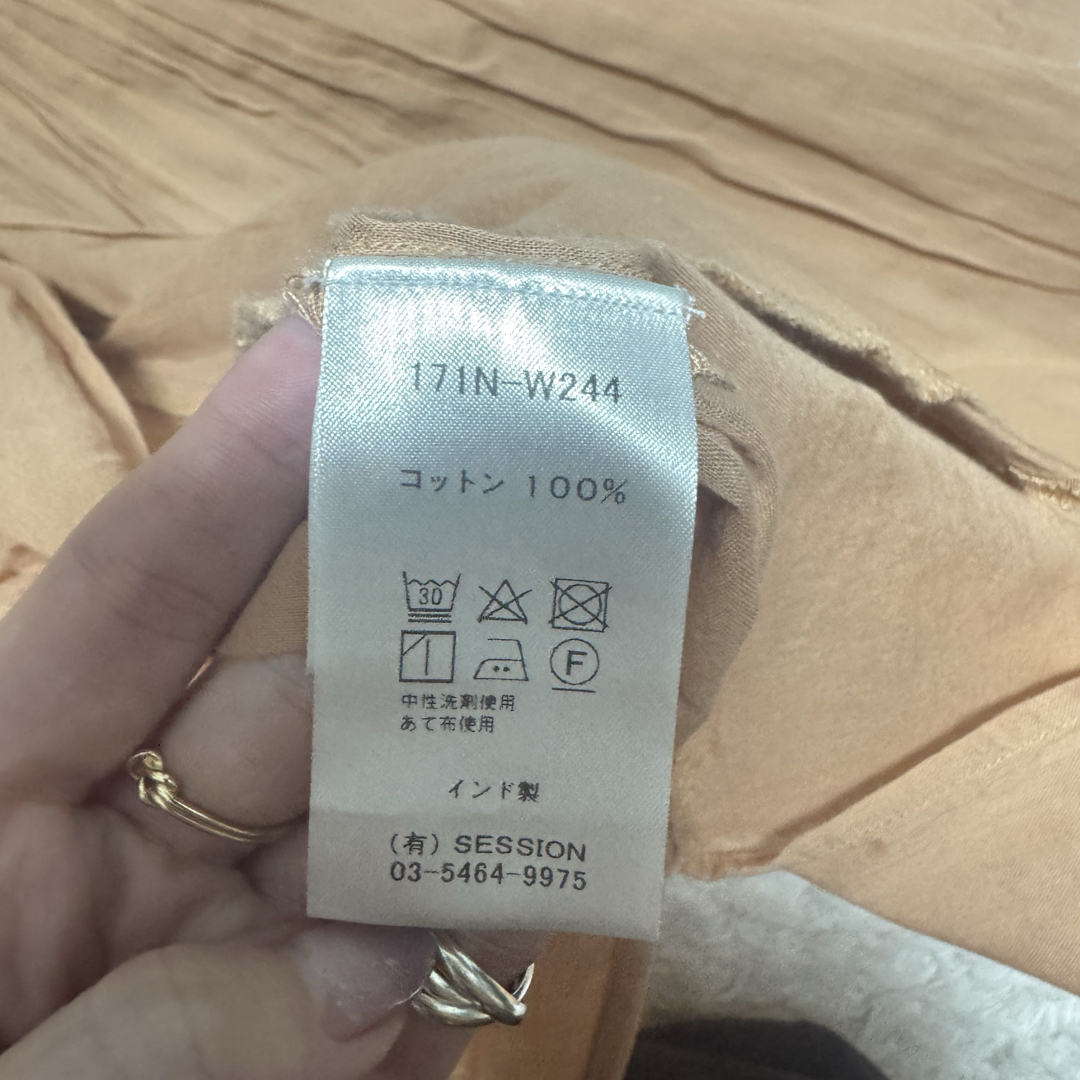 171N-W244
コットン 100%
30
F
中性洗剤使用
あて布使用
インド製
(有) SESSION
03-5464-9975